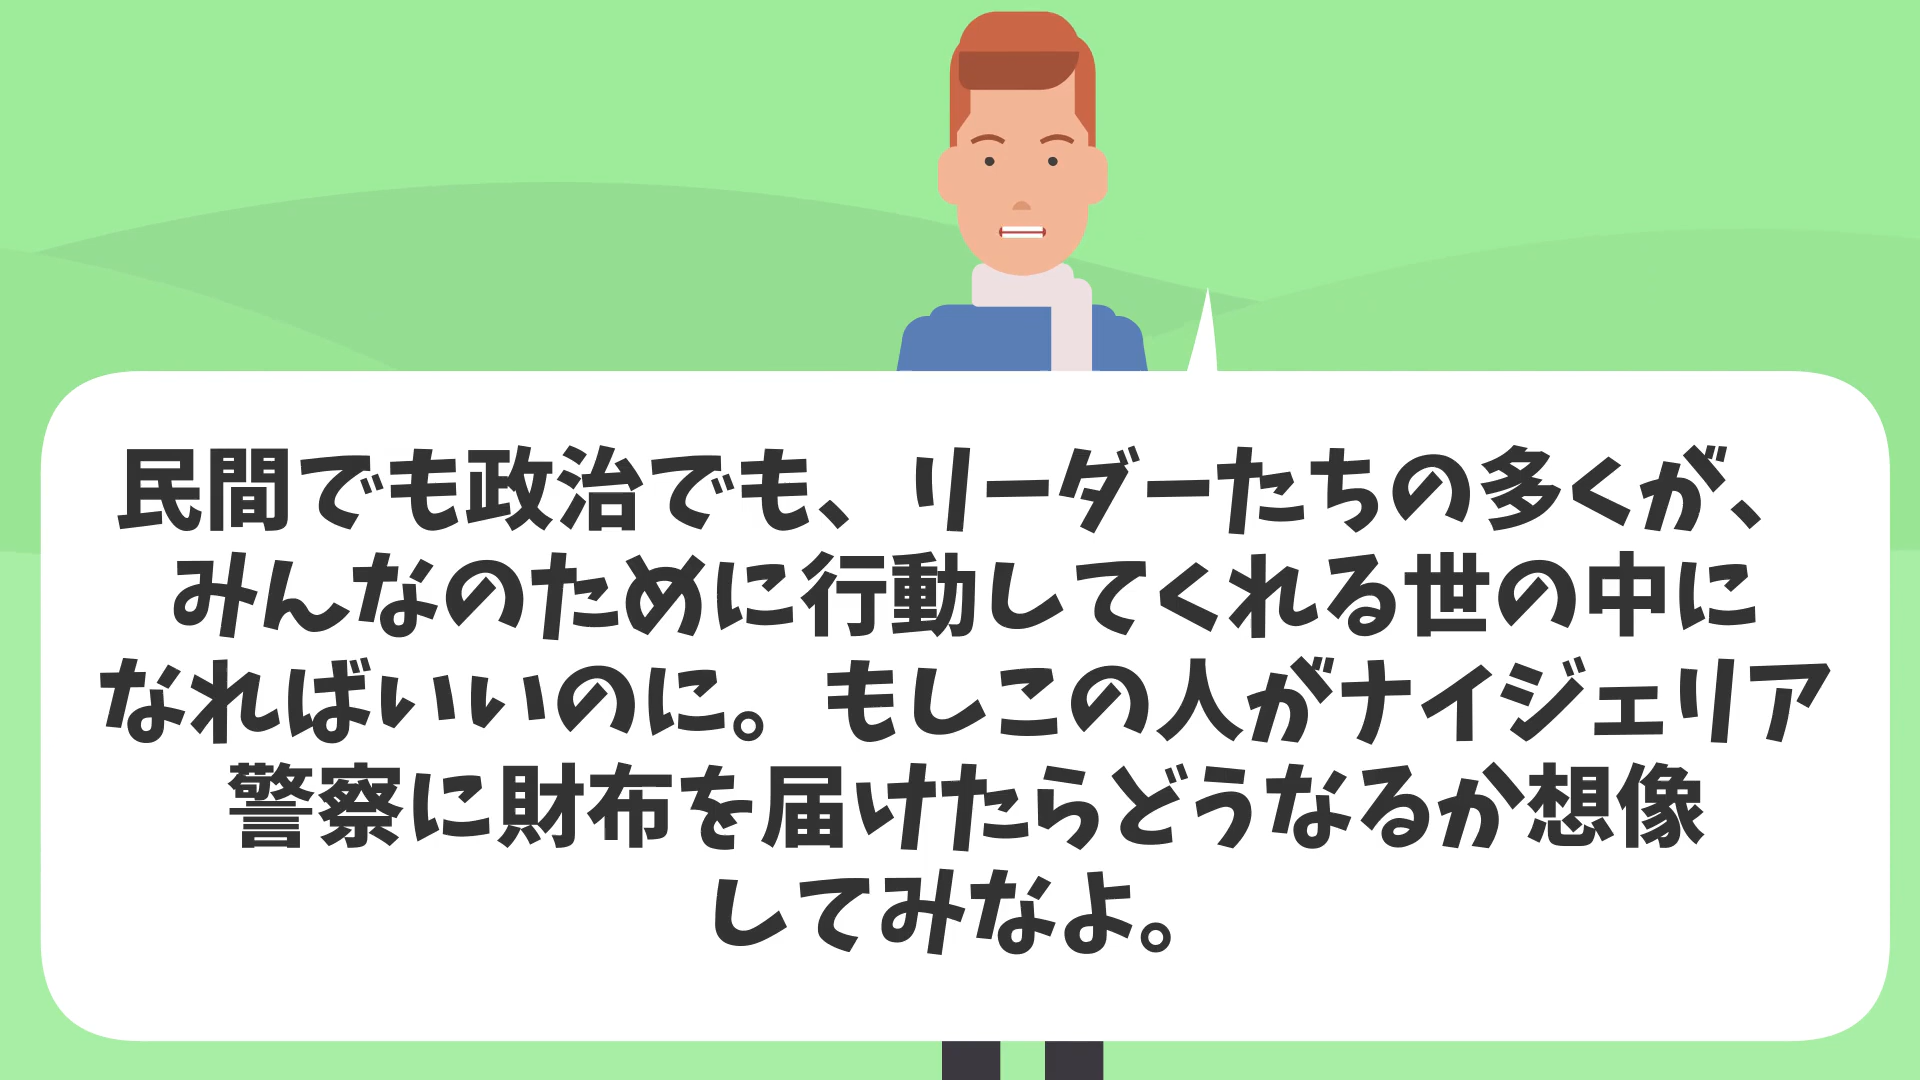 民間でも政治でも、リーダーたちの多くが、
みんなのために行動してくれる世の中に
なればいいのに。もしこの人がナイジェリア
警察に財布を届けたらどうなるか想像
してみなよ。